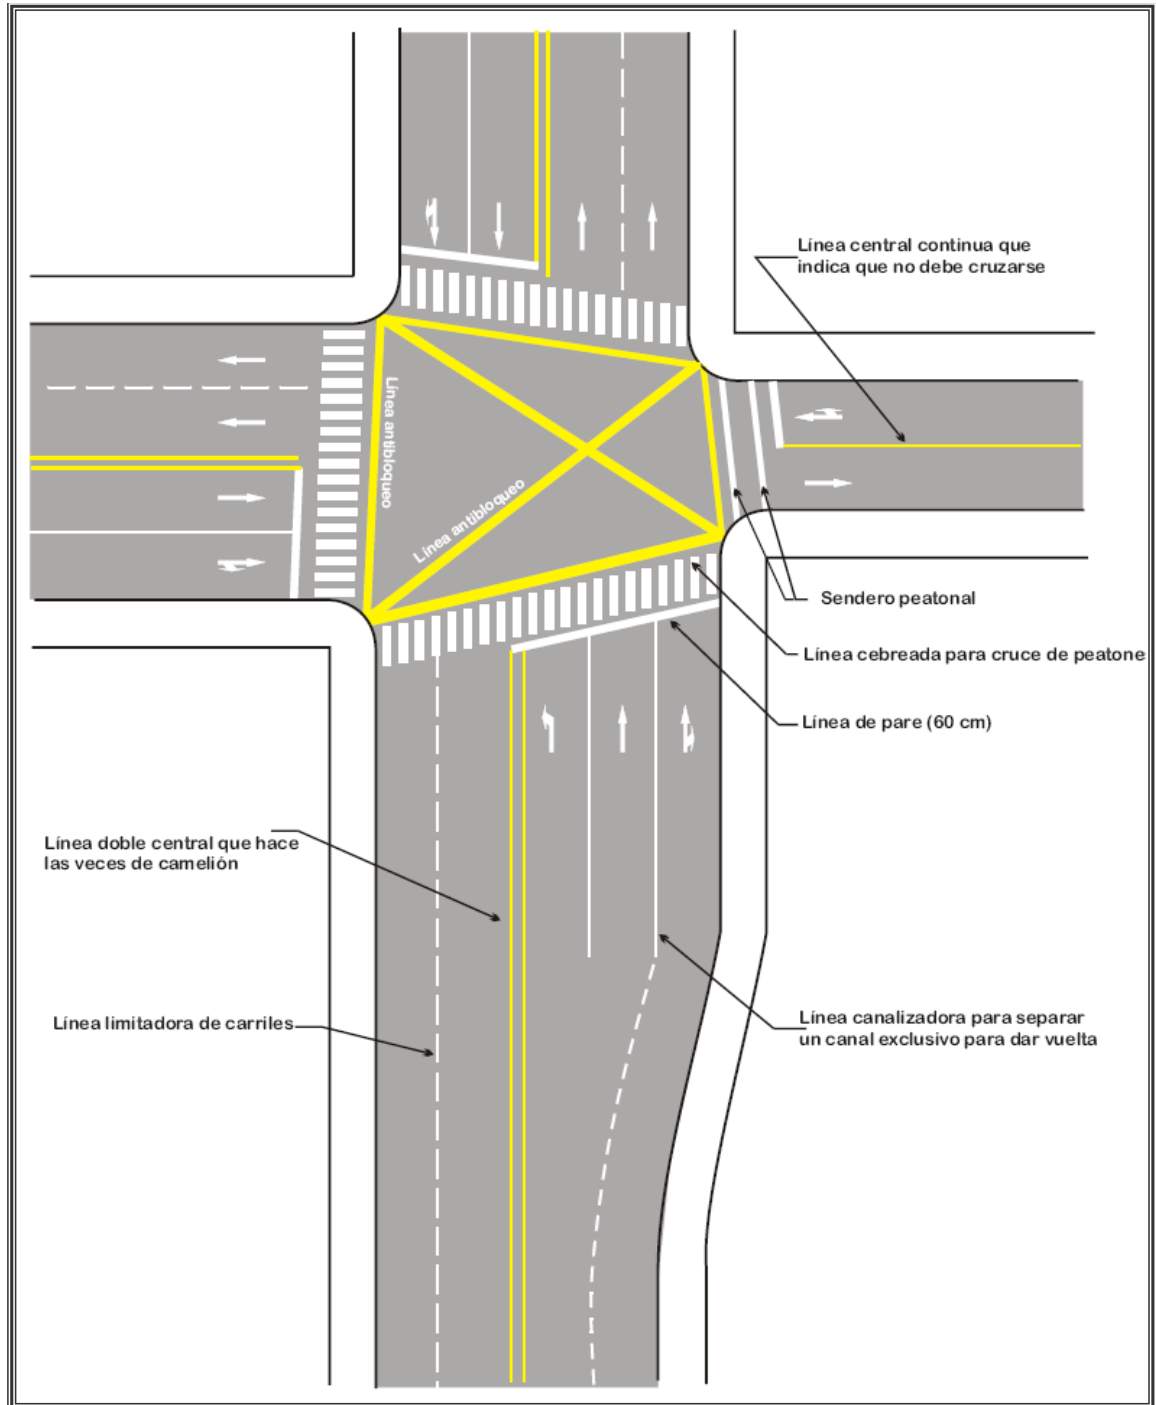 Línea central continua que
indica que no debe cruzarse
Línea antibloqueo
Línea antibloqueo
Sendero peatonal
Línea cebreada para cruce de peatone
Línea de pare (60 cm)
Línea doble central que hace
las veces de camelión
Línea limitadora de carriles
Línea canalizadora para separar
un canal exclusivo para dar vuelta